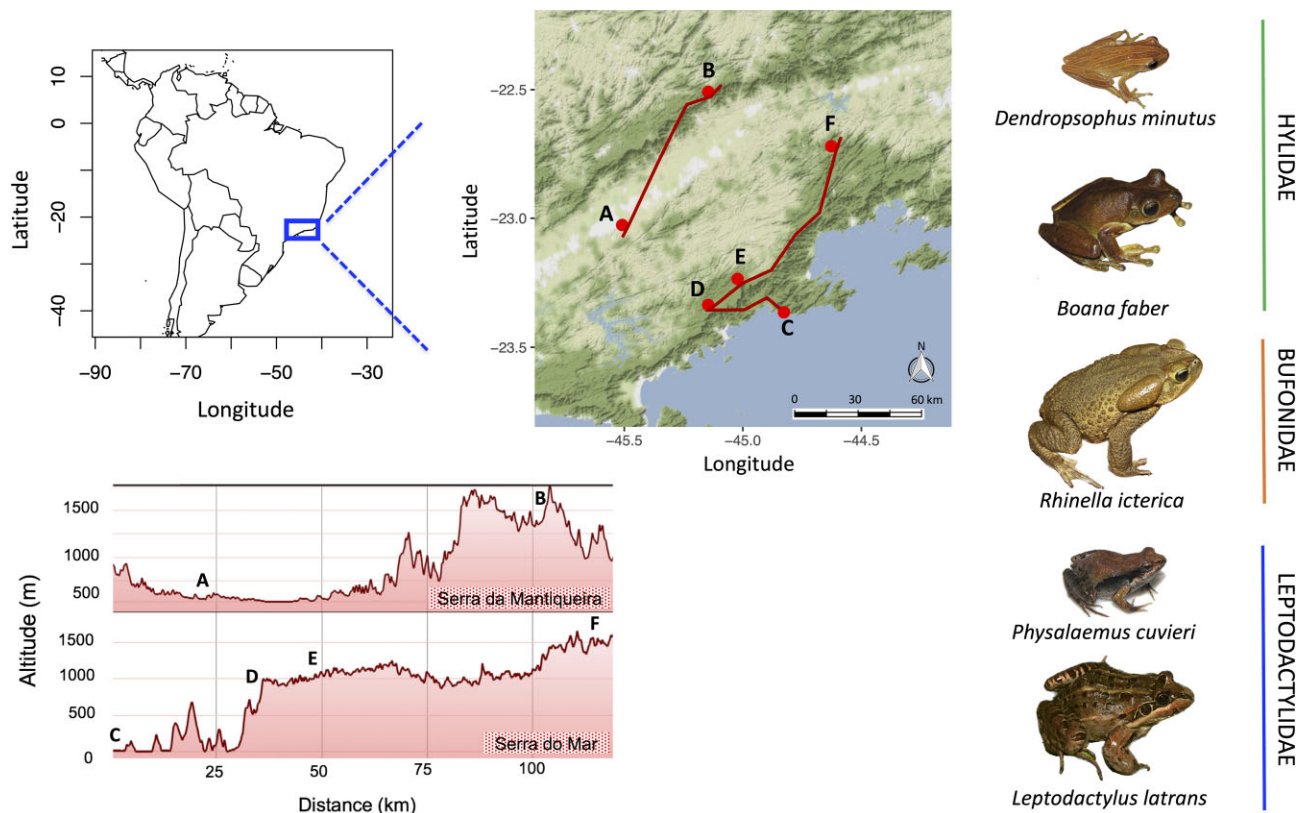 Latitude
10
0
−20
−40
−90
−70
−50
−30
Longitude
Latitude
−22.5
−23.0
−23.5
A
B
C
D
E
F
N
0 30 60 km
−45.5
−45.0
−44.5
Longitude
Dendropsophus minutus
Boana faber
HYLIDAE
Rhinella icterica
BUFONIDAE
Physalaemus cuvieri
Leptodactylus latrans
LEPTODACTYLIDAE
Altitude (m)
1500
1000
500
A
B
Serra da Mantiqueira
1500
1000
500
0
C
D
E
F
Serra do Mar
25
50
75
100
Distance (km)